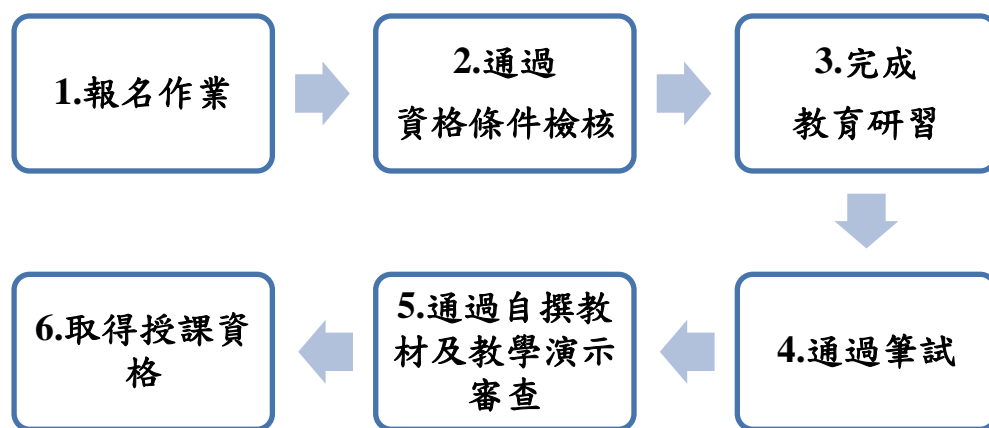 1.報名作業
2.通過
資格條件檢核
3.完成
教育研習
4.通過筆試
5.通過自撰教
材及教學演示
審查
6.取得授課資
格